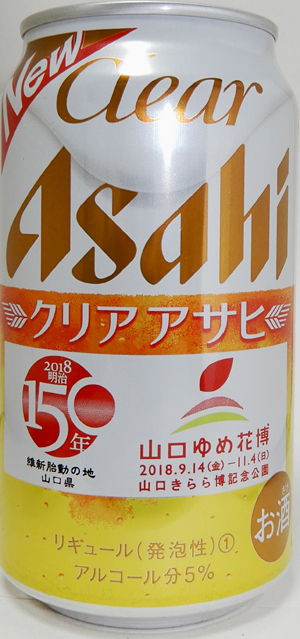 New
Clear
Asahi
クリア アサヒ
2018
明治
150
年
維新胎動の地
山口県
山口ゆめ花博
2018.9.14(金)―11.4(日)
山口きらら博記念公園
お酒
リキュール(発泡性)①
アルコール分5%